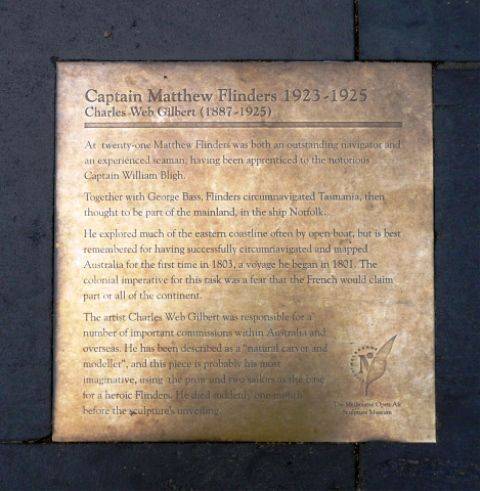 Captain Matthew Flinders 1923-1925
Charles Web Gilbert (1887-1925)
At twenty-one Matthew Flinders was both an outstanding navigator and
an experienced seaman, having been apprenticed to the notorious
Captain William Bligh.
Together with George Bass, Flinders circumnavigated Tasmania, then
thought to be part of the mainland, in the ship Norfolk.
He explored much of the eastern coastline often by open boat, but is best
remembered for having successfully circumnavigated and mapped
Australia for the first time in 1803, a voyage he began in 1801. The
colonial imperative for this task was a fear that the French would claim
part or all of the continent.
The artist Charles Web Gilbert was responsible for a
number of important commissions within Australia and
overseas. He has been described as a "natural carver and
modeller", and this piece is probably his most
imaginative, using the prow and two sailors as the base
for a heroic Flinders. He died suddenly one month
before the sculpture's unveiling.
The Melbourne Open Air
Sculpture Museum